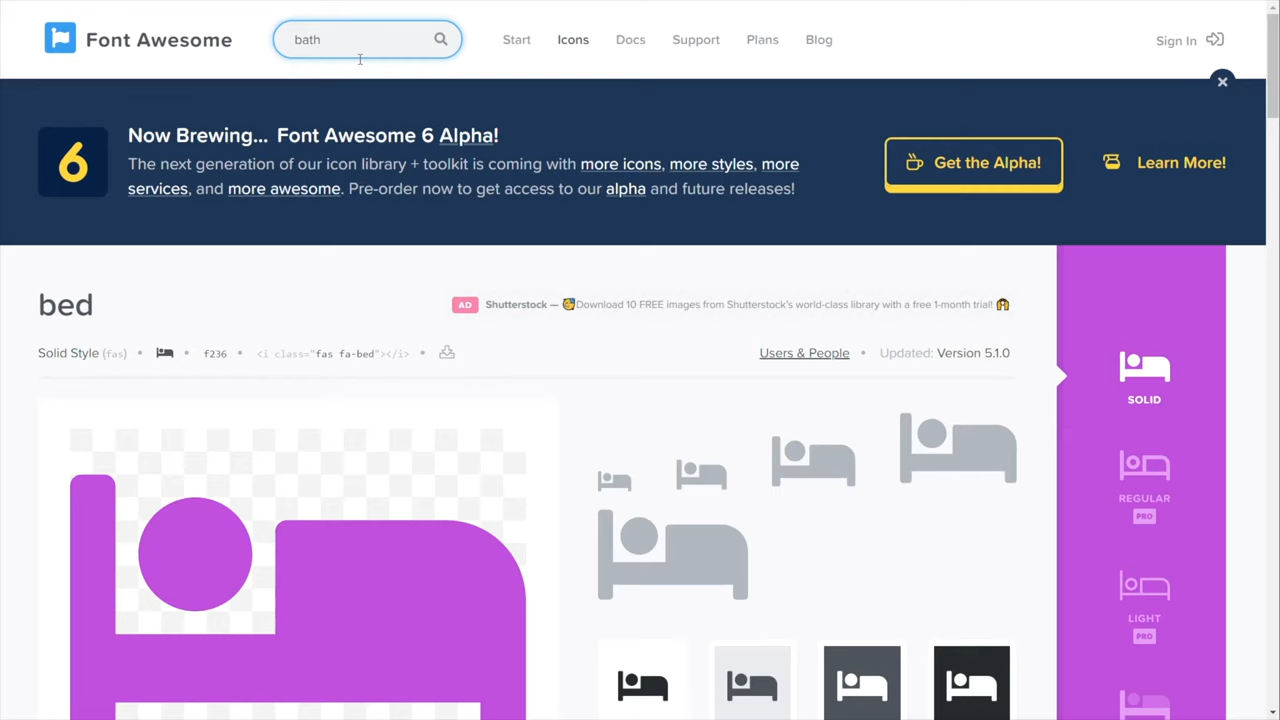 Font Awesome
bath
Start
Icons
Docs
Support
Plans
Blog
Sign In
6
Now Brewing... Font Awesome 6 Alpha!
The next generation of our icon library + toolkit is coming with more icons, more styles, more
services, and more awesome. Pre-order now to get access to our alpha and future releases!
Get the Alpha!
Learn More!
bed
AD Shutterstock — Download 10 FREE images from Shutterstock's world-class library with a free 1-month trial!
Solid Style (fas) • • f236 • <i class="fas fa-bed"></i> •
Users & People • Updated: Version 5.1.0
SOLID
REGULAR
PRO
LIGHT
PRO